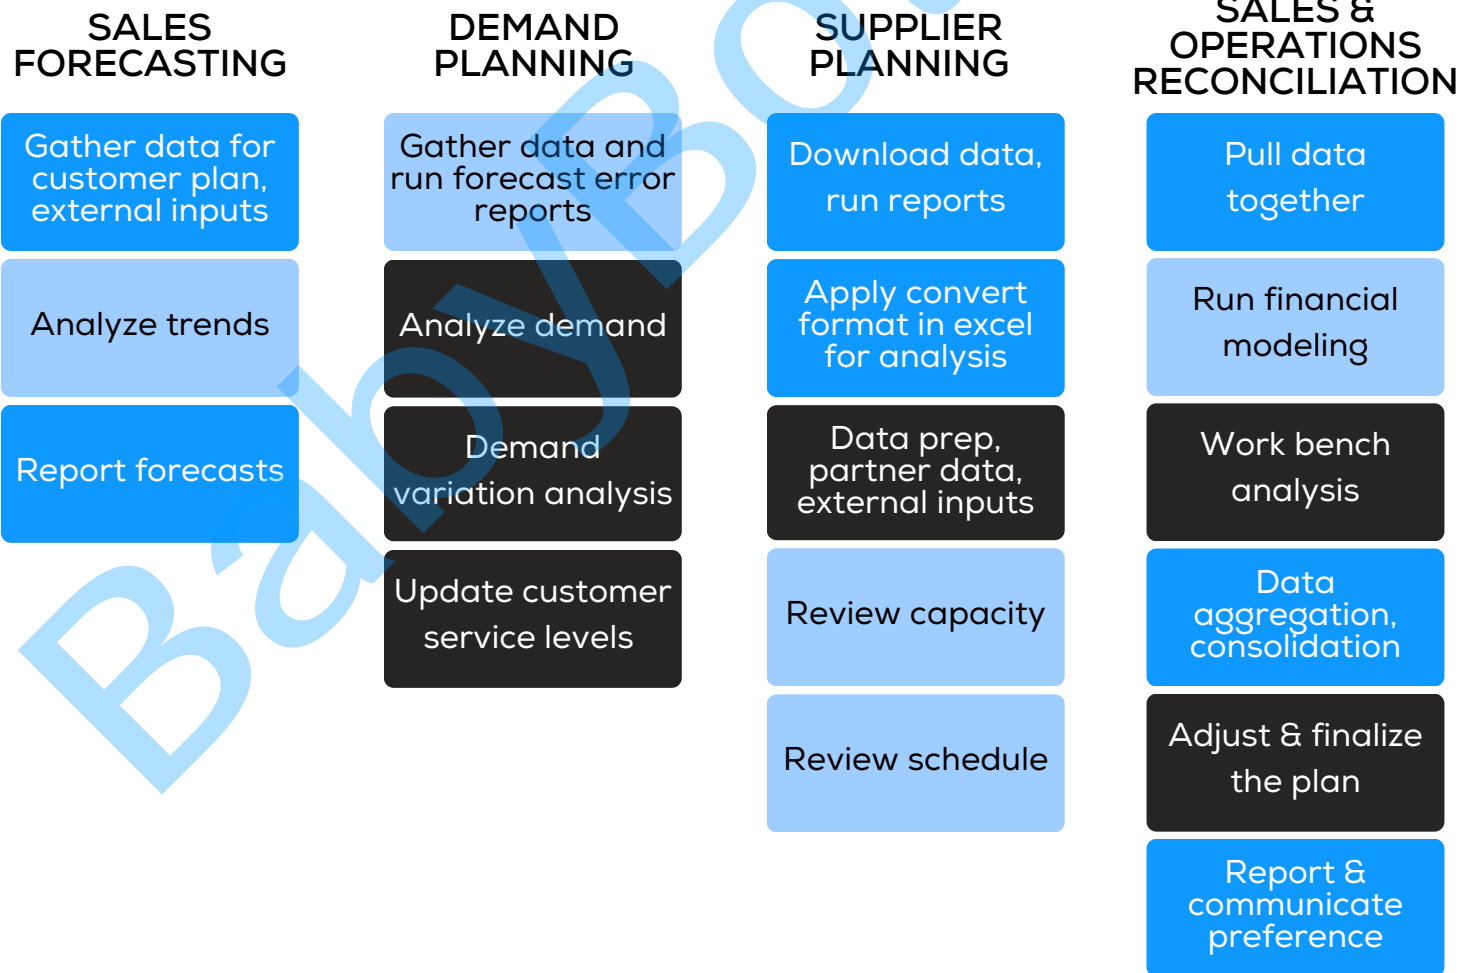 SALES
FORECASTING
Gather data for
customer plan,
external inputs
Analyze trends
Report forecasts
DEMAND
PLANNING
Gather data and
run forecast error
reports
Analyze demand
Demand
variation analysis
Update customer
service levels
SUPPLIER
PLANNING
Download data,
run reports
Apply convert
format in excel
for analysis
Data prep,
partner data,
external inputs
Review capacity
Review schedule
SALES &
OPERATIONS
RECONCILIATION
Pull data
together
Run financial
modeling
Work bench
analysis
Data
aggregation,
consolidation
Adjust & finalize
the plan
Report &
communicate
preference